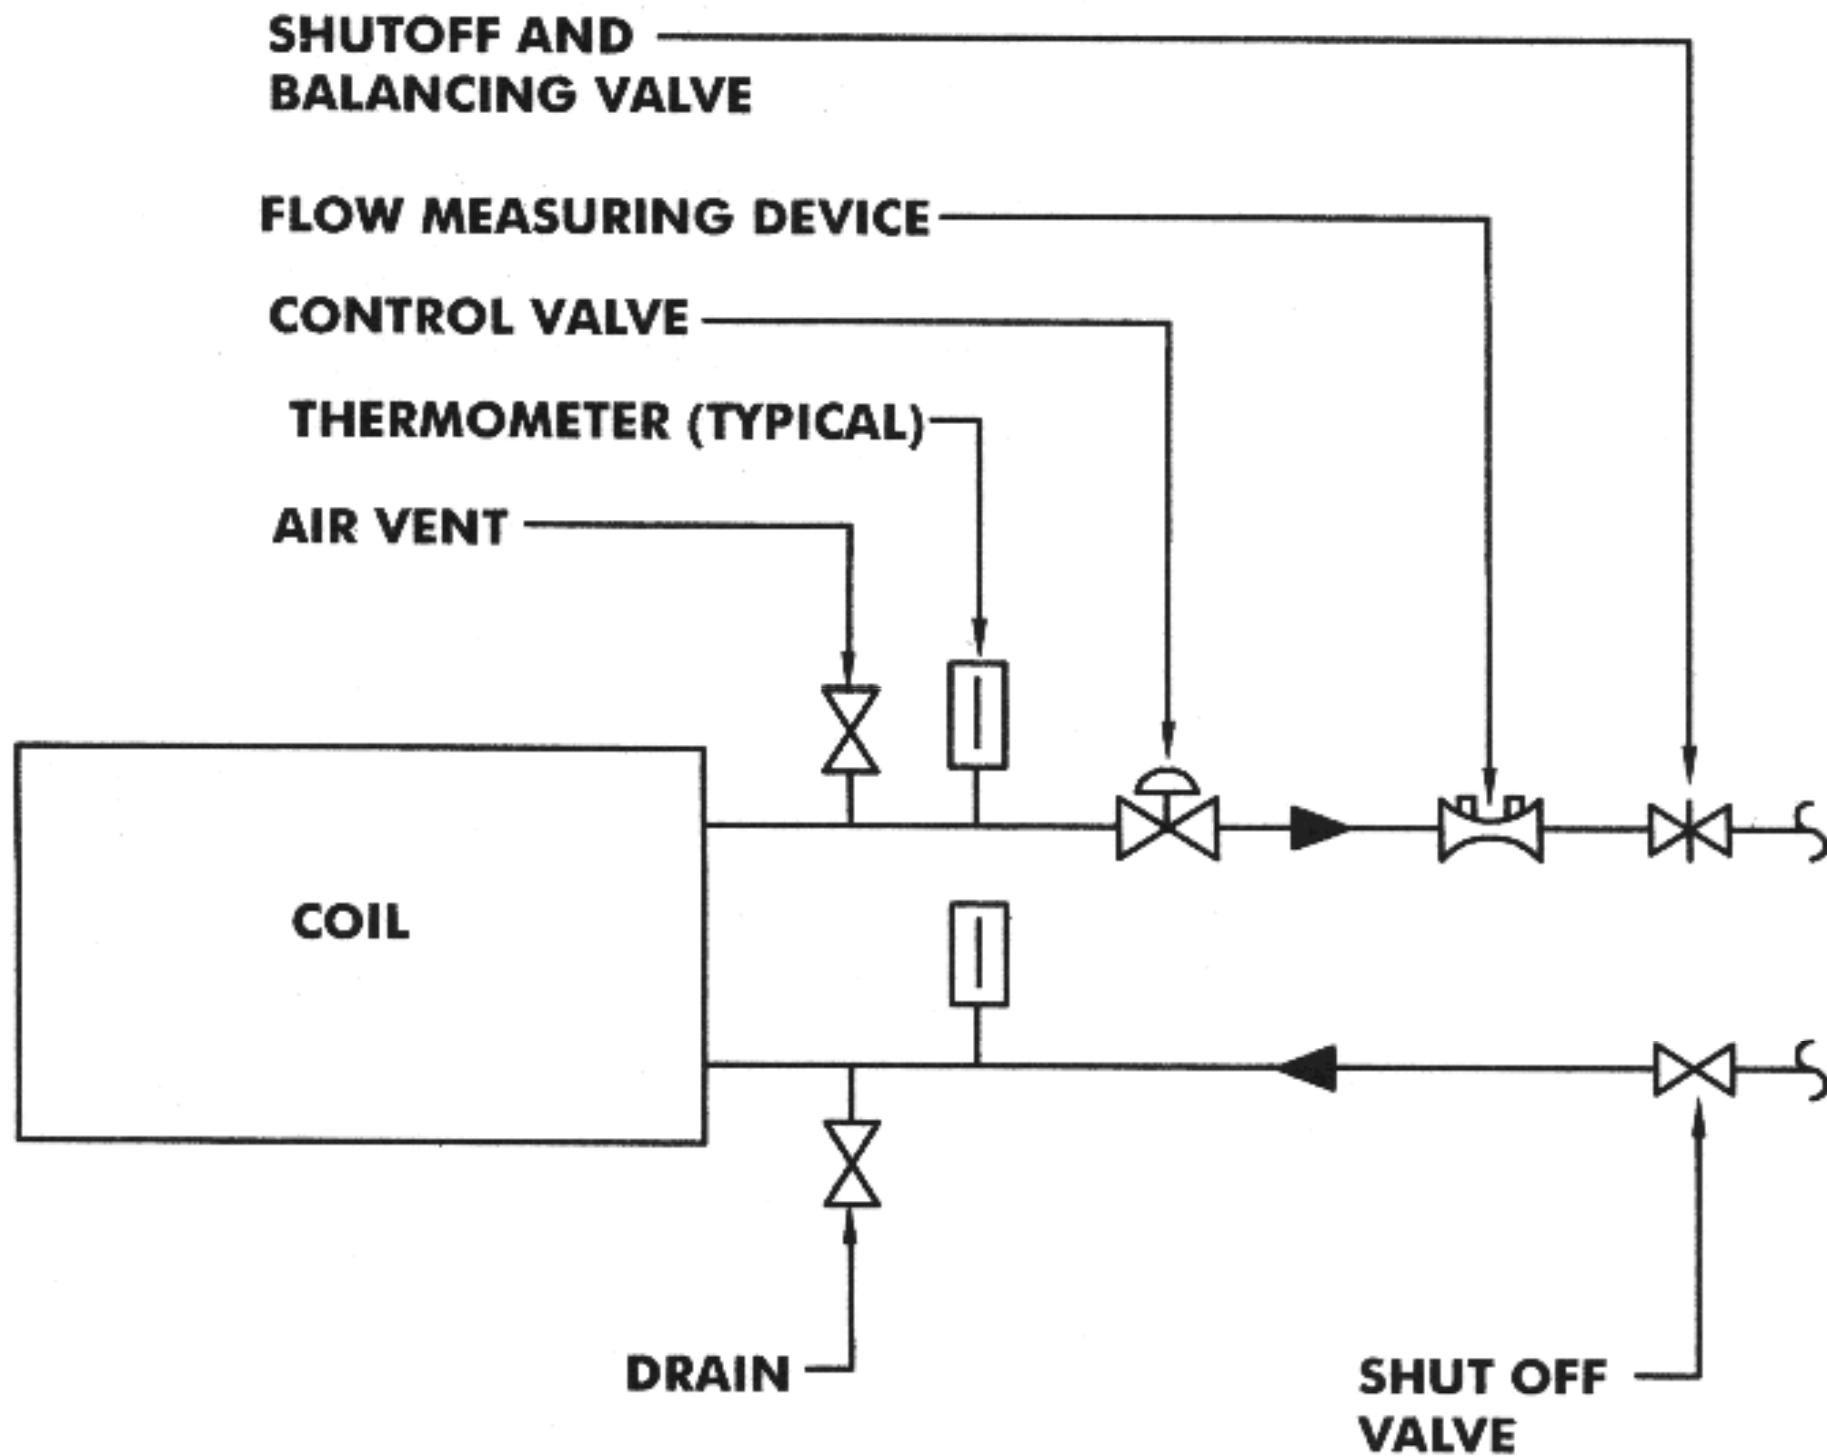 SHUTOFF AND
BALANCING VALVE
FLOW MEASURING DEVICE
CONTROL VALVE
THERMOMETER (TYPICAL)
AIR VENT
COIL
DRAIN
SHUT OFF
VALVE